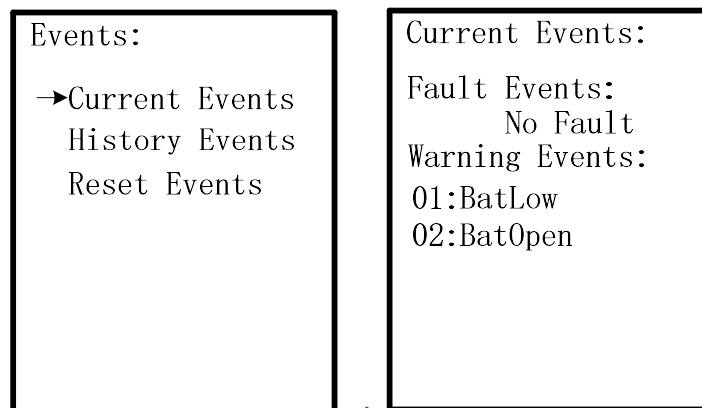 Events:
→Current Events
History Events
Reset Events
Current Events:
Fault Events:
No Fault
Warning Events:
01:BatLow
02:BatOpen